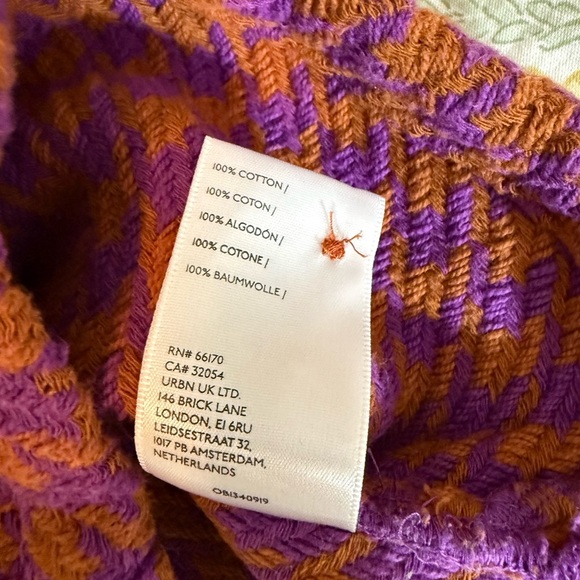 100% COTTON /
100% COTON /
100% ALGODÓN /
100% COTONE /
100% BAUMWOLLE /
RN# 66170
CA# 32054
URBN UK LTD.
146 BRICK LANE
LONDON, E1 6RU
LEIDSESTRAAT 32,
1017 PB AMSTERDAM,
NETHERLANDS
OB1340919